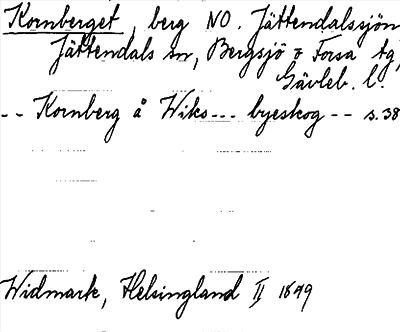 Kornberget, berg NO. Jättendalssjön
Jättendals sn, Bergsjö o Forsa tg,
Gävleb. l.
-- Kornberg å Wiks--- byeskog -- s. 38
Widmark, Helsingland II 1849